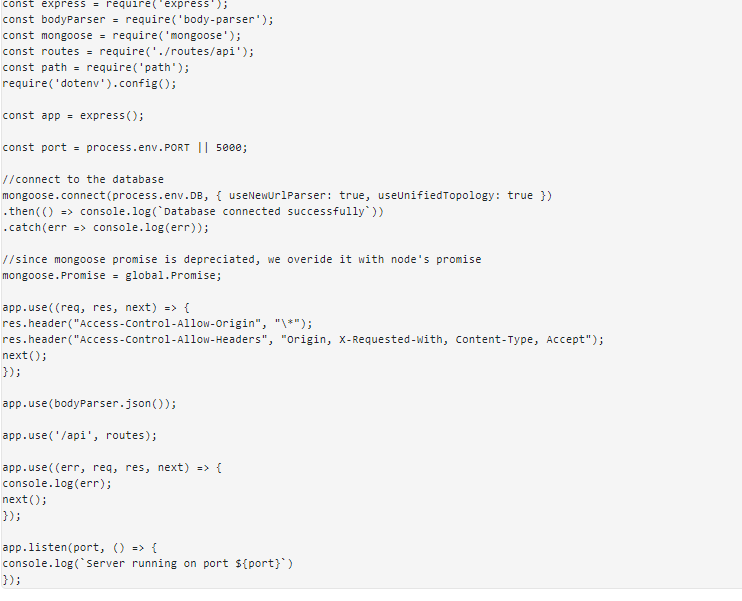 const express = require('express');
const bodyParser = require('body-parser');
const mongoose = require('mongoose');
const routes = require('./routes/api');
const path = require('path');
require('dotenv').config();
const app = express();
const port = process.env.PORT || 5000;
//connect to the database
mongoose.connect(process.env.DB, { useNewUrlParser: true, useUnifiedTopology: true })
.then(() => console.log(`Database connected successfully`))
.catch(err => console.log(err));
//since mongoose promise is depreciated, we overide it with node's promise
mongoose.Promise = global.Promise;
app.use((req, res, next) => {
res.header("Access-Control-Allow-Origin", "\*");
res.header("Access-Control-Allow-Headers", "Origin, X-Requested-With, Content-Type, Accept");
next();
});
app.use(bodyParser.json());
app.use('/api', routes);
app.use((err, req, res, next) => {
console.log(err);
next();
});
app.listen(port, () => {
console.log(`Server running on port ${port}`)
});